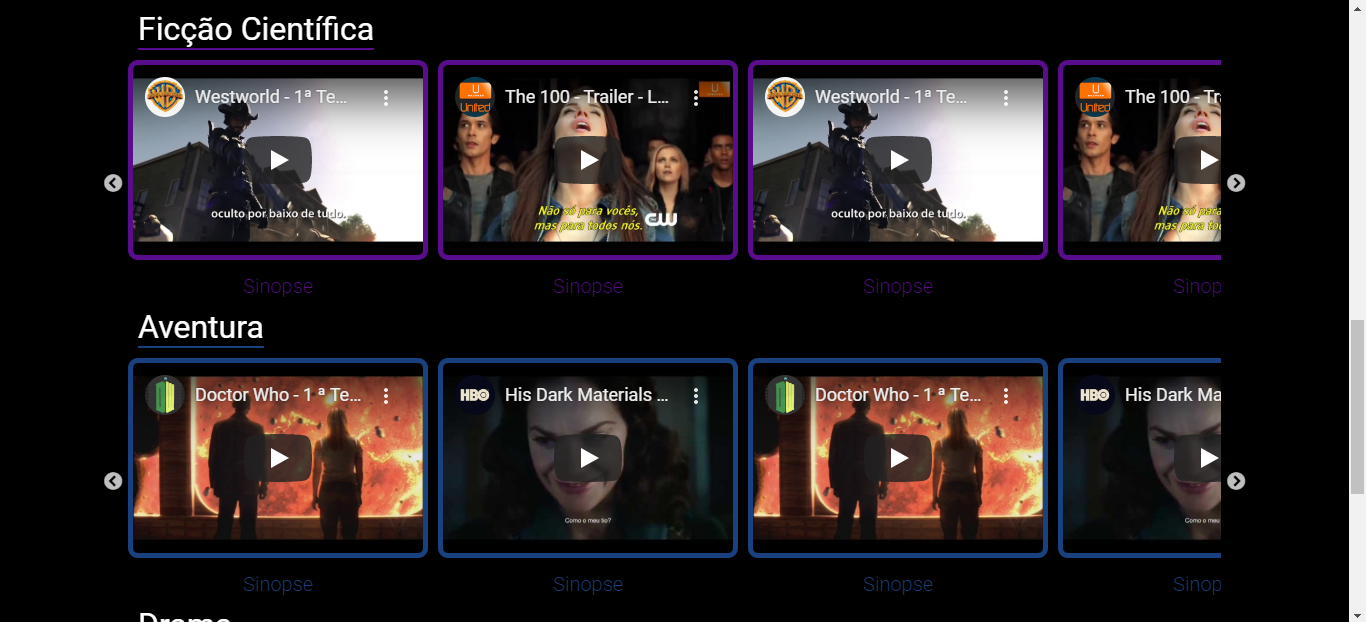 Ficção Científica
Westworld - 1ª Te...
oculto por baixo de tudo.
U
United
The 100 - Trailer - L...
U
Não só para vocês,
mas para todos nós.
CW
Westworld - 1ª Te...
oculto por baixo de tudo.
U
United
The 100 - Tra
Não só para
mas para todos
Sinopse
Sinopse
Sinopse
Sinop
Aventura
Doctor Who - 1 ª Te...
HBO
His Dark Materials ...
Como o meu tio?
Doctor Who - 1 ª Te...
HBO
His Dark Ma
Como o meu
Sinopse
Sinopse
Sinopse
Sinop
Drama